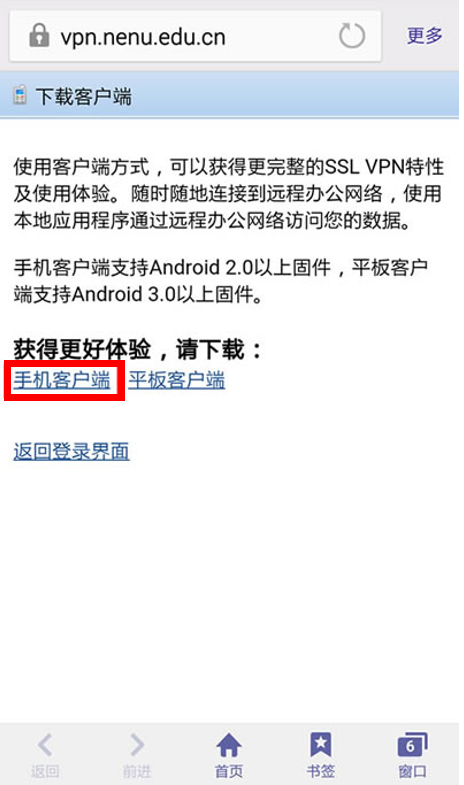 vpn.nenu.edu.cn 更多
下载客户端
使用客户端方式，可以获得更完整的SSL VPN特性
及使用体验。随时随地连接到远程办公网络，使用
本地应用程序通过远程办公网络访问您的数据。
手机客户端支持Android 2.0以上固件，平板客户
端支持Android 3.0以上固件。
获得更好体验，请下载：
手机客户端 平板客户端
返回登录界面
6
返回 前进 首页 书签 窗口